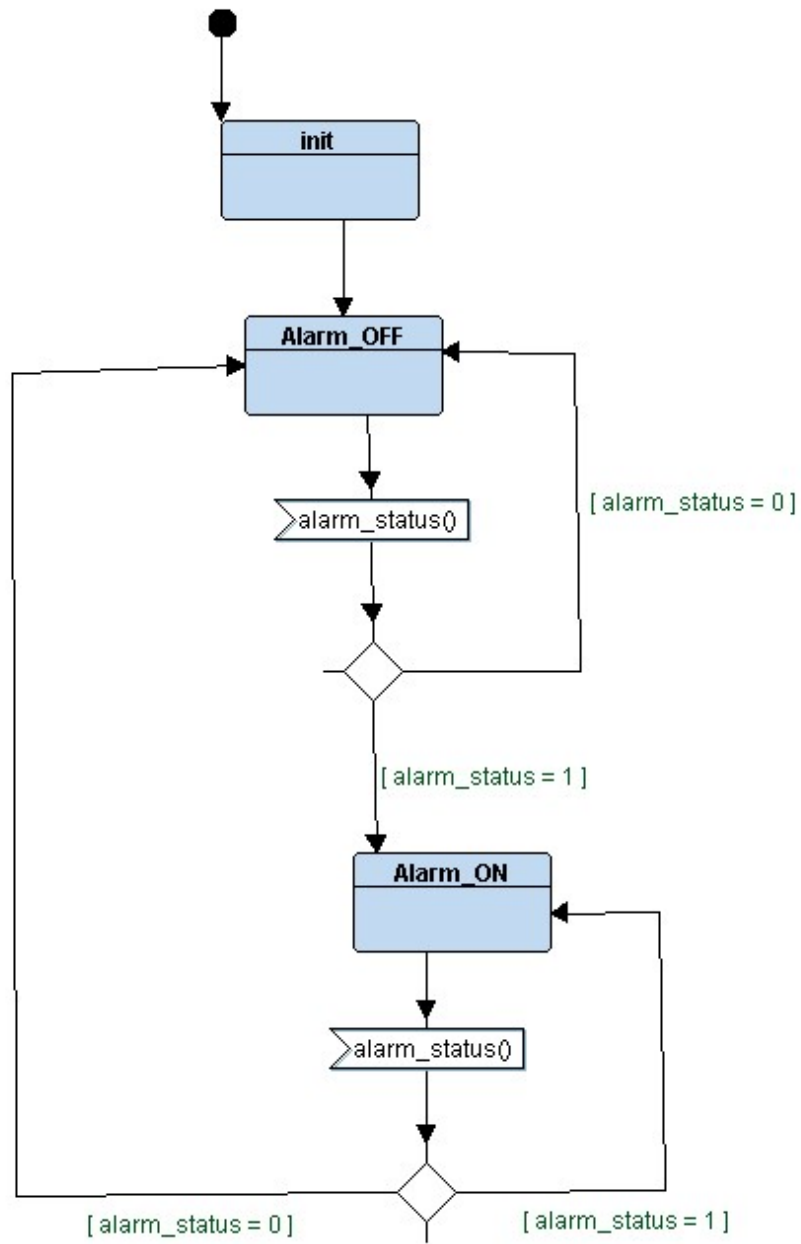 init
Alarm_OFF
[ alarm_status = 0 ]
alarm_status()
[ alarm_status = 1 ]
Alarm_ON
alarm_status()
[ alarm_status = 0 ]
[ alarm_status = 1 ]